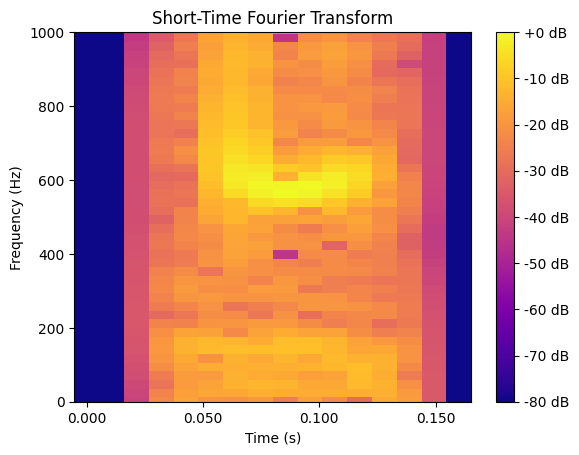 Short-Time Fourier Transform
1000
800
600
400
200
0
Frequency (Hz)
0.000
0.050
0.100
0.150
Time (s)
+0 dB
-10 dB
-20 dB
-30 dB
-40 dB
-50 dB
-60 dB
-70 dB
-80 dB